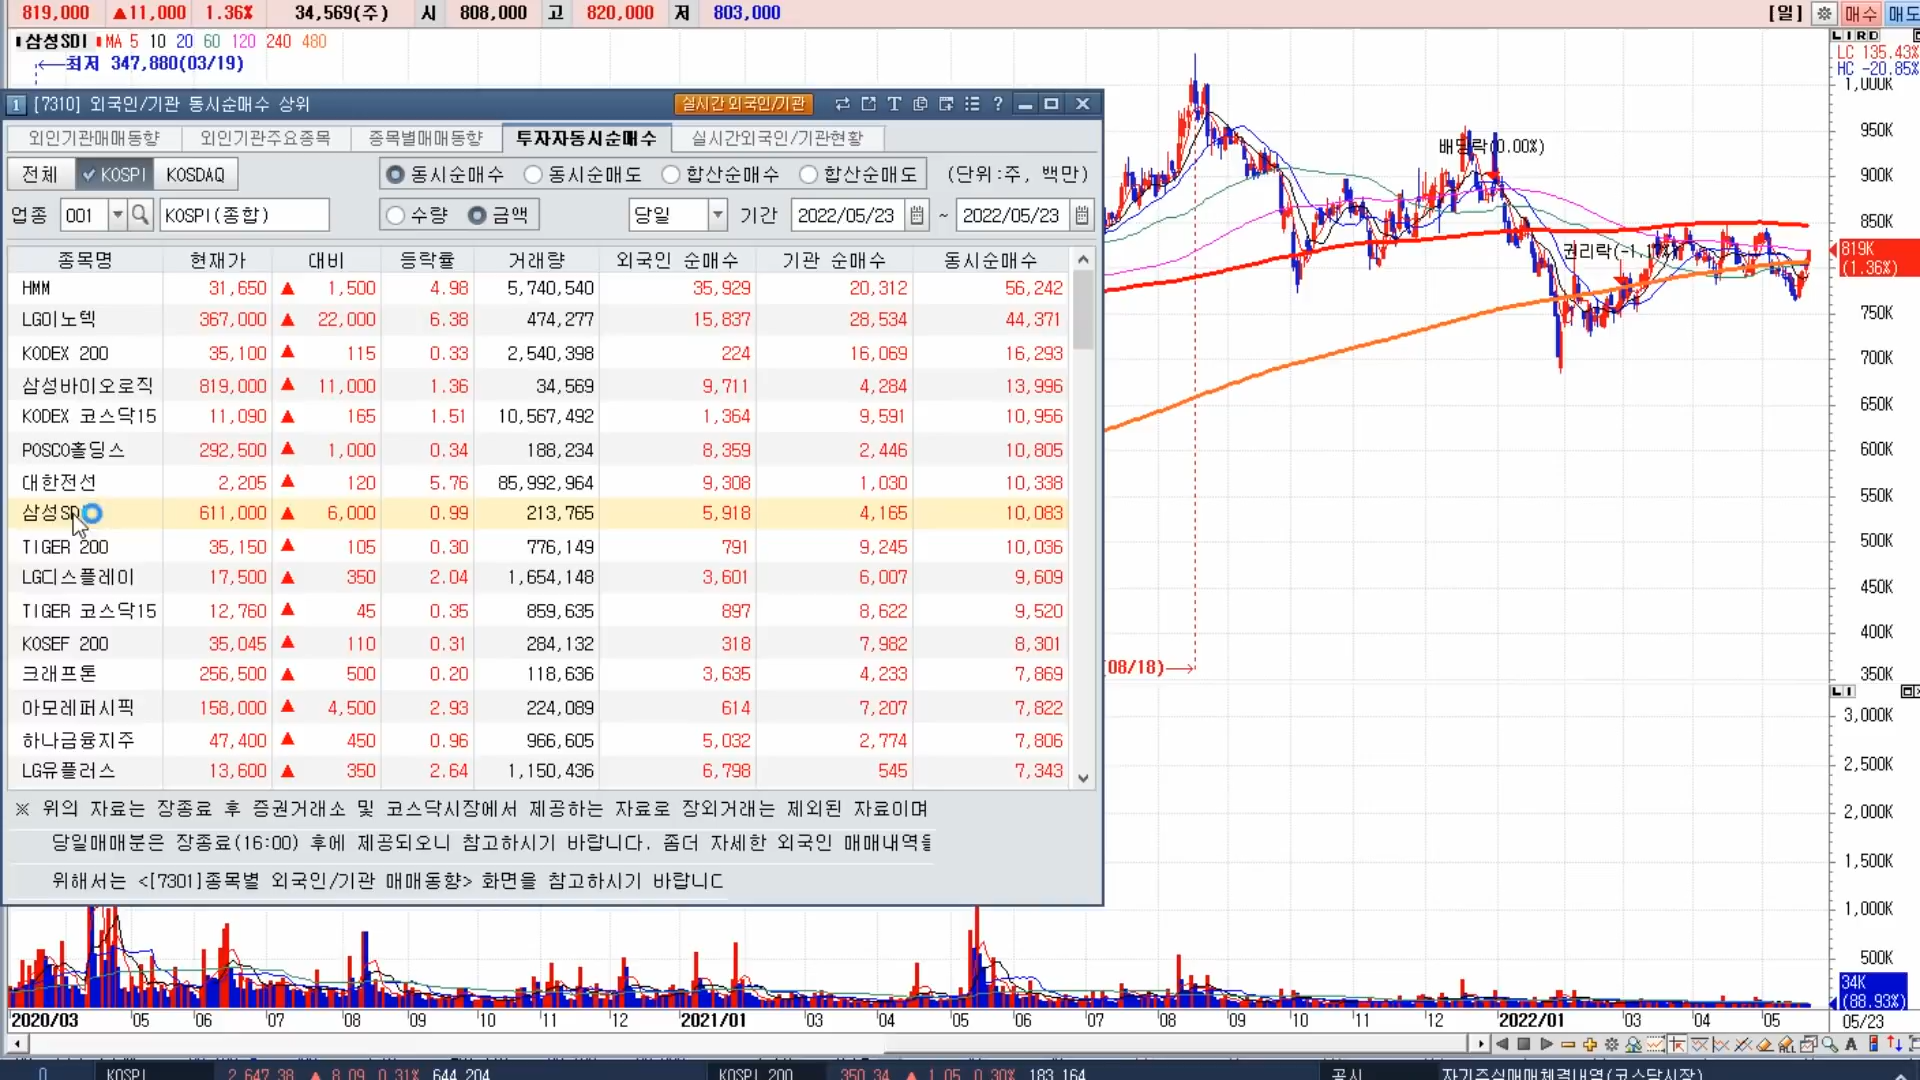 819,000 ▲11,000 1.36% 34,569(주) 시 808,000 고 820,000 저 803,000 [일] 매수 매도
삼성SDI MA 5 10 20 60 120 240 480
←최저 347,880(03/19)
LC 135.43%
HC -20.85%
1 [7310] 외국인/기관 동시순매수 상위 실시간외국인/기관 T ?
외인기관매매동향 외인기관주요종목 종목별매매동향 투자자동시순매수 실시간외국인/기관현황
전체 KOSPI KOSDAQ 동시순매수 동시순매도 합산순매수 합산순매도 (단위:주, 백만)
업종 001 KOSPI(종합) 수량 금액 당일 기간 2022/05/23 ~ 2022/05/23
종목명 현재가 대비 등락률 거래량 외국인 순매수 기관 순매수 동시순매수
HMM 31,650 ▲ 1,500 4.98 5,740,540 35,929 20,312 56,242
LG이노텍 367,000 ▲ 22,000 6.38 474,277 15,837 28,534 44,371
KODEX 200 35,100 ▲ 115 0.33 2,540,398 224 16,069 16,293
삼성바이오로직 819,000 ▲ 11,000 1.36 34,569 9,711 4,284 13,996
KODEX 코스닥15 11,090 ▲ 165 1.51 10,567,492 1,364 9,591 10,956
POSCO홀딩스 292,500 ▲ 1,000 0.34 188,234 8,359 2,446 10,805
대한전선 2,205 ▲ 120 5.76 85,992,964 9,308 1,030 10,338
삼성SD 611,000 ▲ 6,000 0.99 213,765 5,918 4,165 10,083
TIGER 200 35,150 ▲ 105 0.30 776,149 791 9,245 10,036
LG디스플레이 17,500 ▲ 350 2.04 1,654,148 3,601 6,007 9,609
TIGER 코스닥15 12,760 ▲ 45 0.35 859,635 897 8,622 9,520
KOSEF 200 35,045 ▲ 110 0.31 284,132 318 7,982 8,301
크래프톤 256,500 ▲ 500 0.20 118,636 3,635 4,233 7,869
아모레퍼시픽 158,000 ▲ 4,500 2.93 224,089 614 7,207 7,822
하나금융지주 47,400 ▲ 450 0.96 966,605 5,032 2,774 7,806
LG유플러스 13,600 ▲ 350 2.64 1,150,436 6,798 545 7,343
※ 위의 자료는 장종료 후 증권거래소 및 코스닥시장에서 제공하는 자료로 장외거래는 제외된 자료이며
당일매매분은 장종료(16:00) 후에 제공되오니 참고하시기 바랍니다. 좀더 자세한 외국인 매매내역을
위해서는 <[7301]종목별 외국인/기관 매매동향> 화면을 참고하시기 바랍니다
배당락(0.00%)
08/18)→
1,000K
950K
900K
850K
819K
(1.36%)
750K
700K
650K
600K
550K
500K
450K
400K
350K
3,000K
2,500K
2,000K
1,500K
1,000K
500K
34K
(88.93%)
2020/03 05 06 07 08 09 10 11 12 2021/01 03 04 05 06 07 08 09 10 11 12 2022/01 03 04 05 05/23
KOSPI 2,647.38 ▲ 8.09 0.31% 644,204 KOSPI 200 350.34 ▲ 1.05 0.30% 183,164 공시 자기주식매매체결내역(코스닥시장)